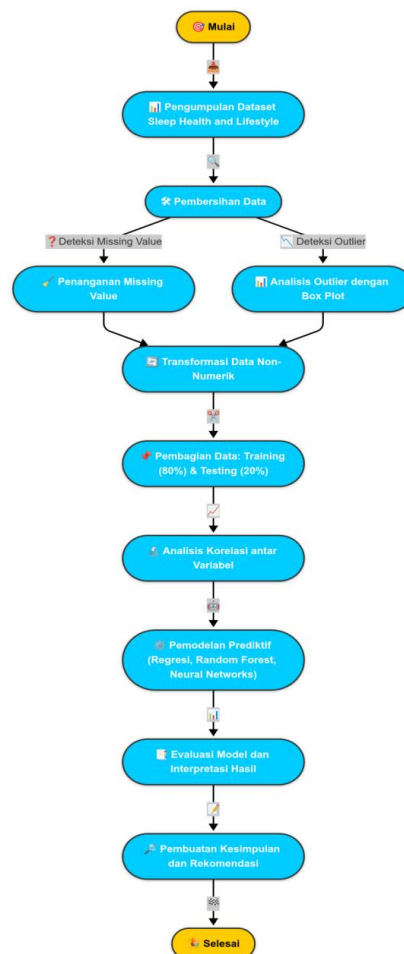 🎯 Mulai
📥
📊 Pengumpulan Dataset
Sleep Health and Lifestyle
🔍
🛠 Pembersihan Data
❓Deteksi Missing Value
📉 Deteksi Outlier
🧹 Penanganan Missing
Value
📊 Analisis Outlier dengan
Box Plot
🔄 Transformasi Data Non-
Numerik
✂️
📌 Pembagian Data: Training
(80%) & Testing (20%)
📈
🔬 Analisis Korelasi antar
Variabel
🤖
⚙️ Pemodelan Prediktif
(Regresi, Random Forest,
Neural Networks)
📊
📑 Evaluasi Model dan
Interpretasi Hasil
📝
🔎 Pembuatan Kesimpulan
dan Rekomendasi
🏁
🎉 Selesai